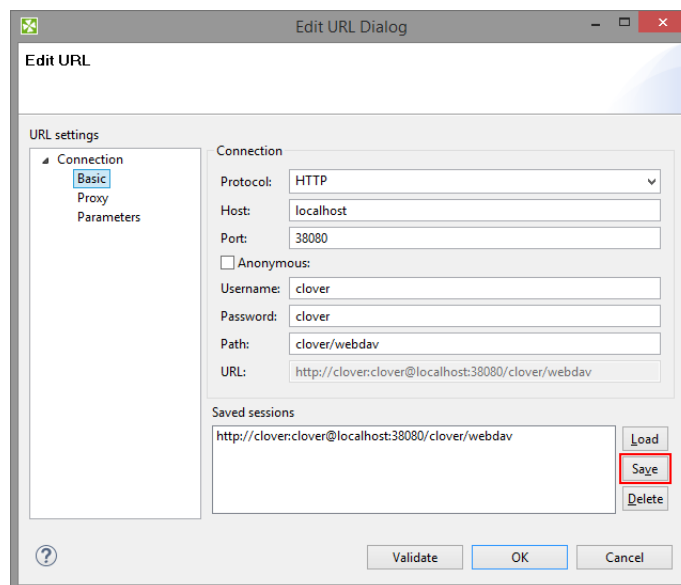 Edit URL Dialog
Edit URL
URL settings
Connection
Basic
Proxy
Parameters
Connection
Protocol: HTTP
Host: localhost
Port: 38080
Anonymous:
Username: clover
Password: clover
Path: clover/webdav
URL: http://clover:clover@localhost:38080/clover/webdav
Saved sessions
http://clover:clover@localhost:38080/clover/webdav
Load
Save
Delete
?
Validate OK Cancel